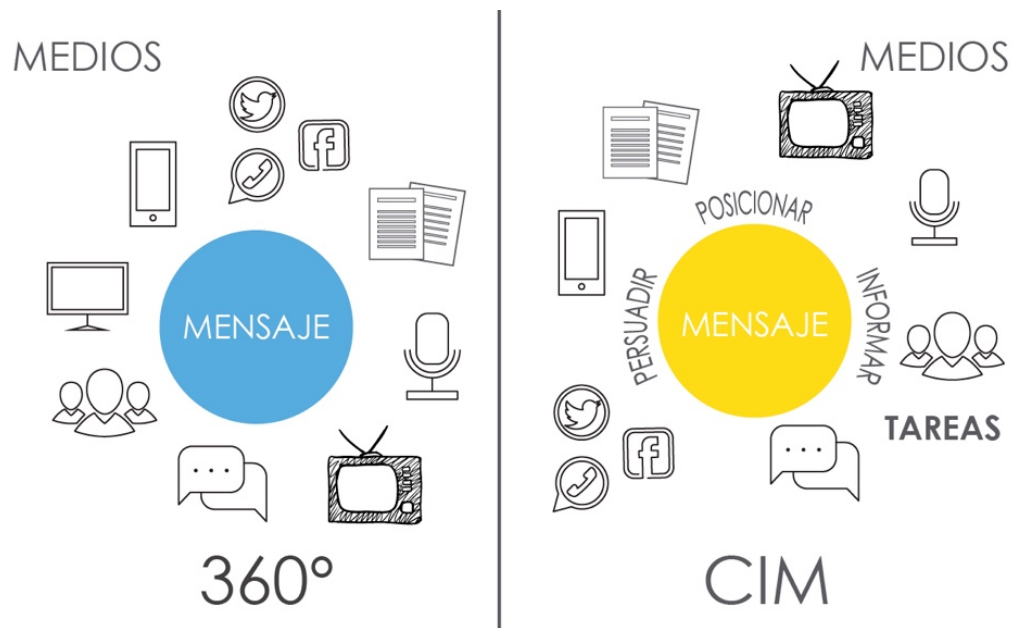 MEDIOS
MENSAJE
360°
MEDIOS
POSICIONAR
PERSUADIR
MENSAJE
INFORMAR
TAREAS
CIM